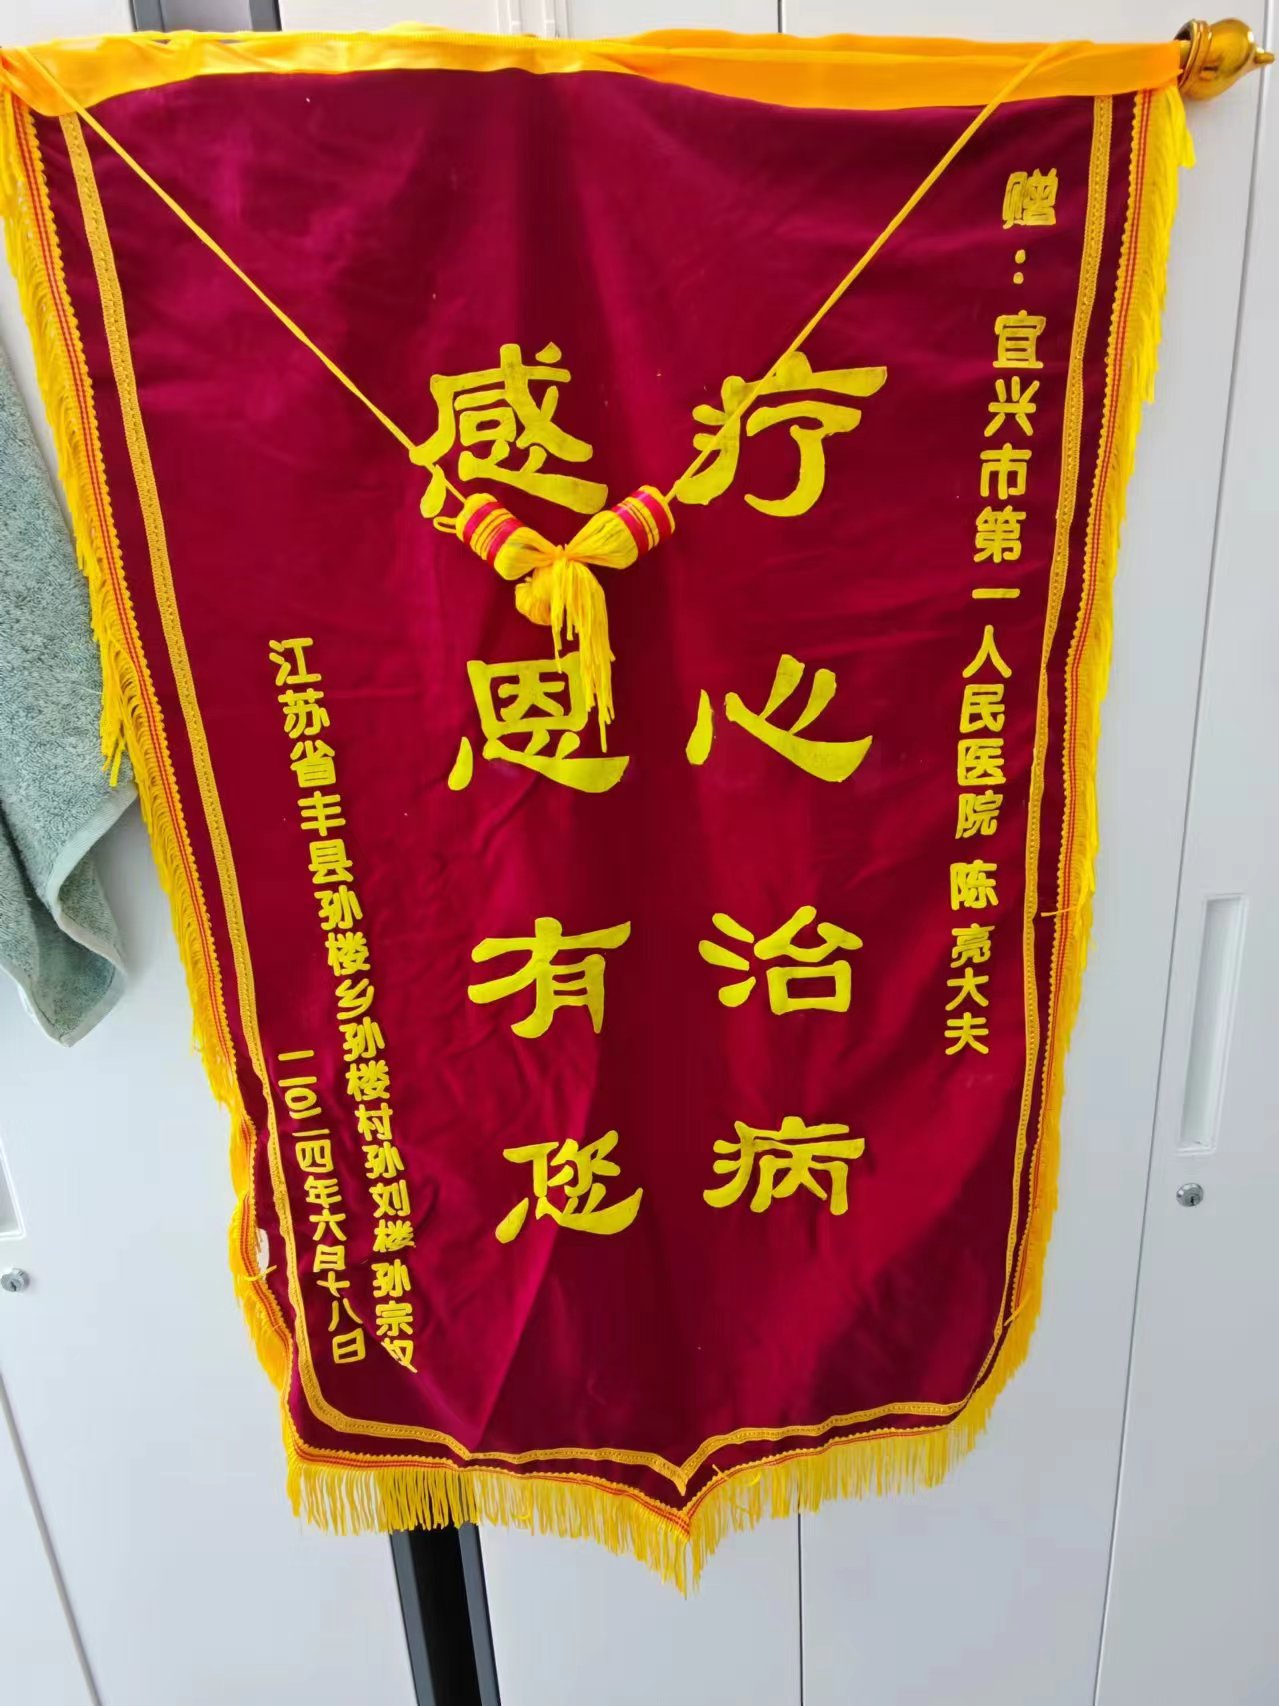 赠：宜兴市第一人民医院 陈亮大夫
疗心治病
感恩有您
江苏省丰县孙楼乡孙楼村孙刘楼孙宗
二〇二四年六月十八日